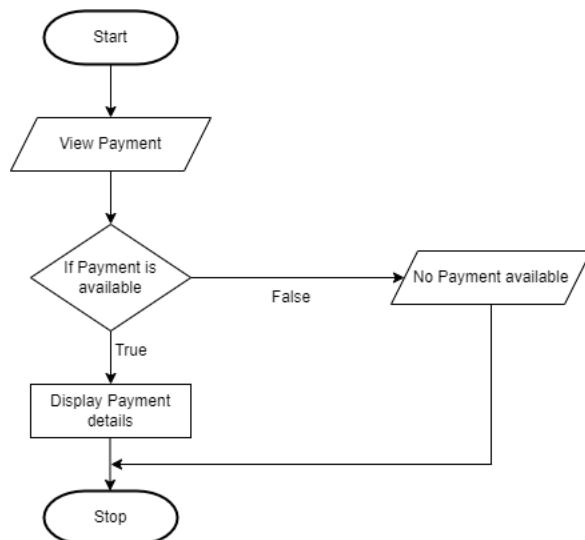 Start
View Payment
If Payment is
available
No Payment available
False
True
Display Payment
details
Stop